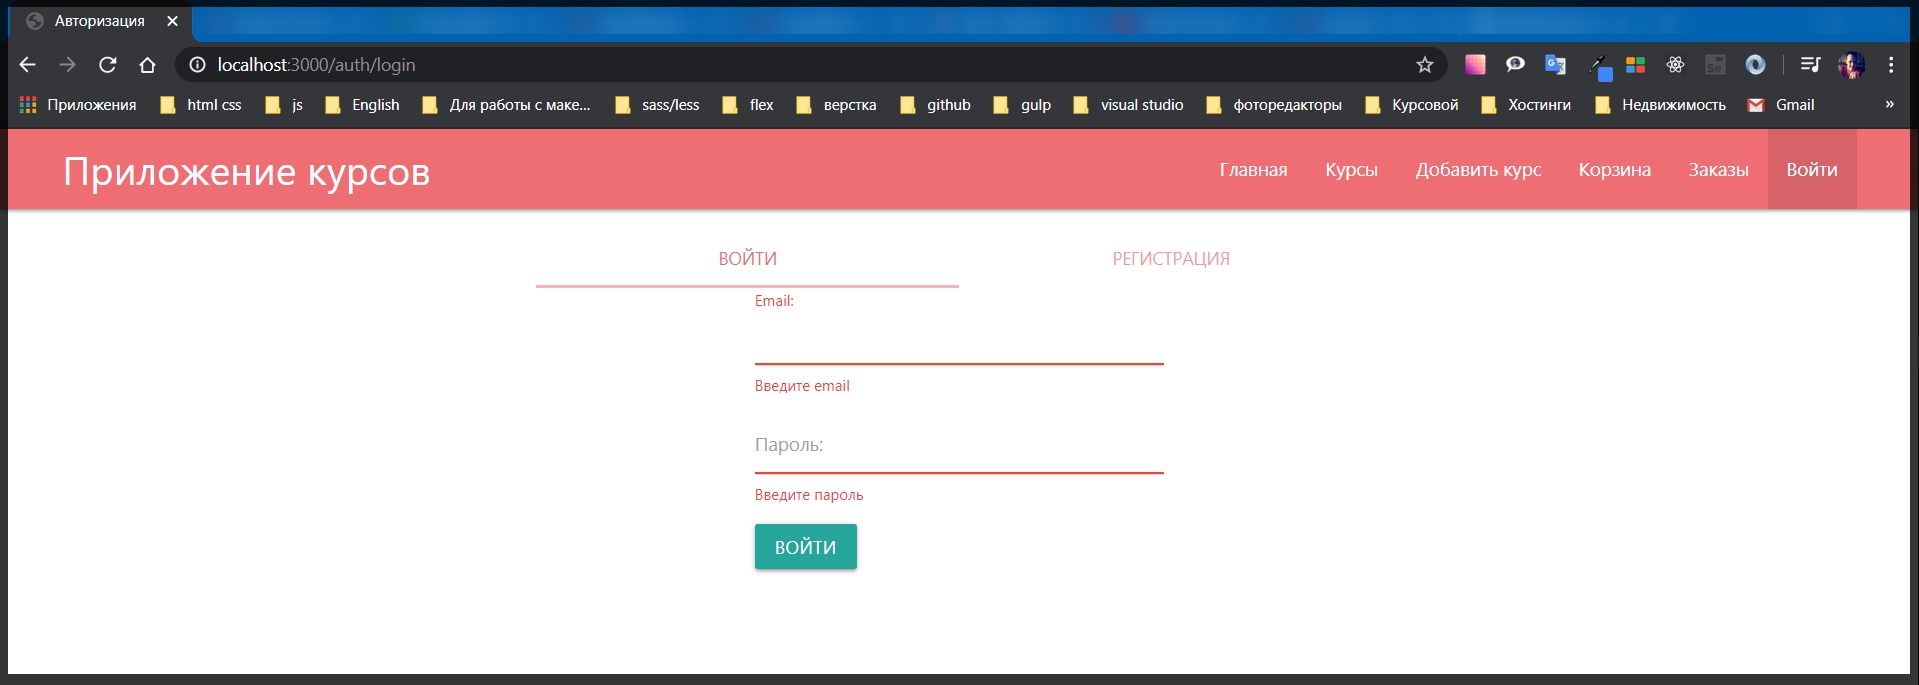 Авторизация
localhost:3000/auth/login
Приложения html css js English Для работы с маке... sass/less flex верстка github gulp visual studio фоторедакторы Курсовой Хостинги Недвижимость Gmail »
Приложение курсов Главная Курсы Добавить курс Корзина Заказы Войти
ВОЙТИ РЕГИСТРАЦИЯ
Email:
Введите email
Пароль:
Введите пароль
ВОЙТИ